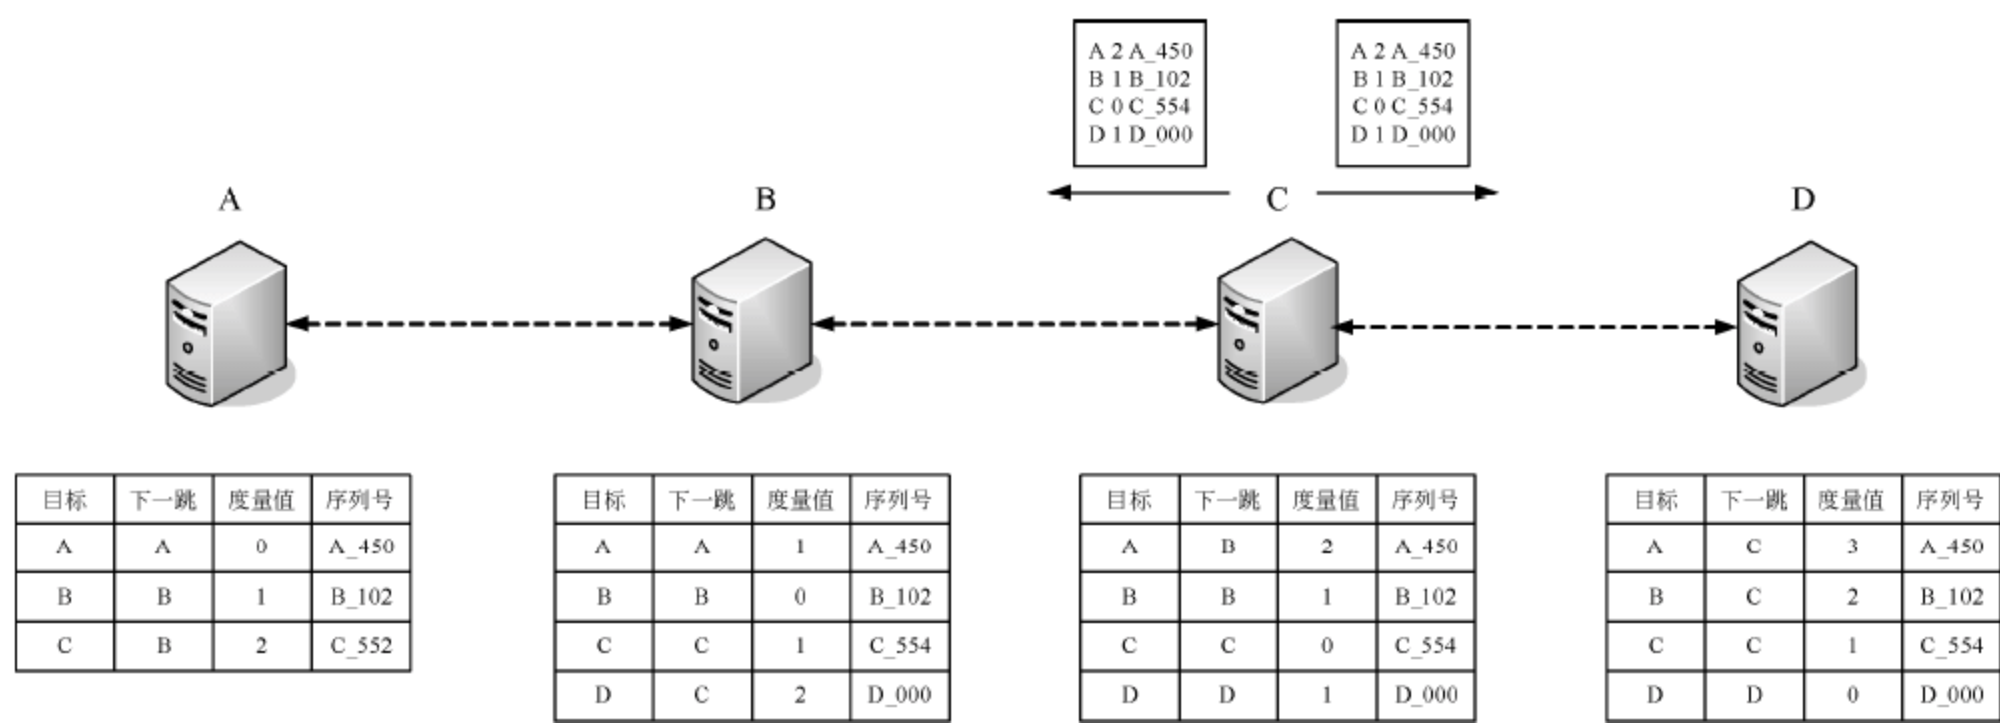 A 2 A_450
B 1 B_102
C 0 C_554
D 1 D_000
A 2 A_450
B 1 B_102
C 0 C_554
D 1 D_000
A
B
C
D
目标 下一跳 度量值 序列号
A A 0 A_450
B B 1 B_102
C B 2 C_552
目标 下一跳 度量值 序列号
A A 1 A_450
B B 0 B_102
C C 1 C_554
D C 2 D_000
目标 下一跳 度量值 序列号
A B 2 A_450
B B 1 B_102
C C 0 C_554
D D 1 D_000
目标 下一跳 度量值 序列号
A C 3 A_450
B C 2 B_102
C C 1 C_554
D D 0 D_000